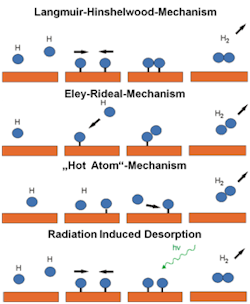 Langmuir-Hinshelwood-Mechanism
H H H₂
Eley-Rideal-Mechanism
H H H₂
„Hot Atom“-Mechanism
H H H H₂
Radiation Induced Desorption
H H hν H₂